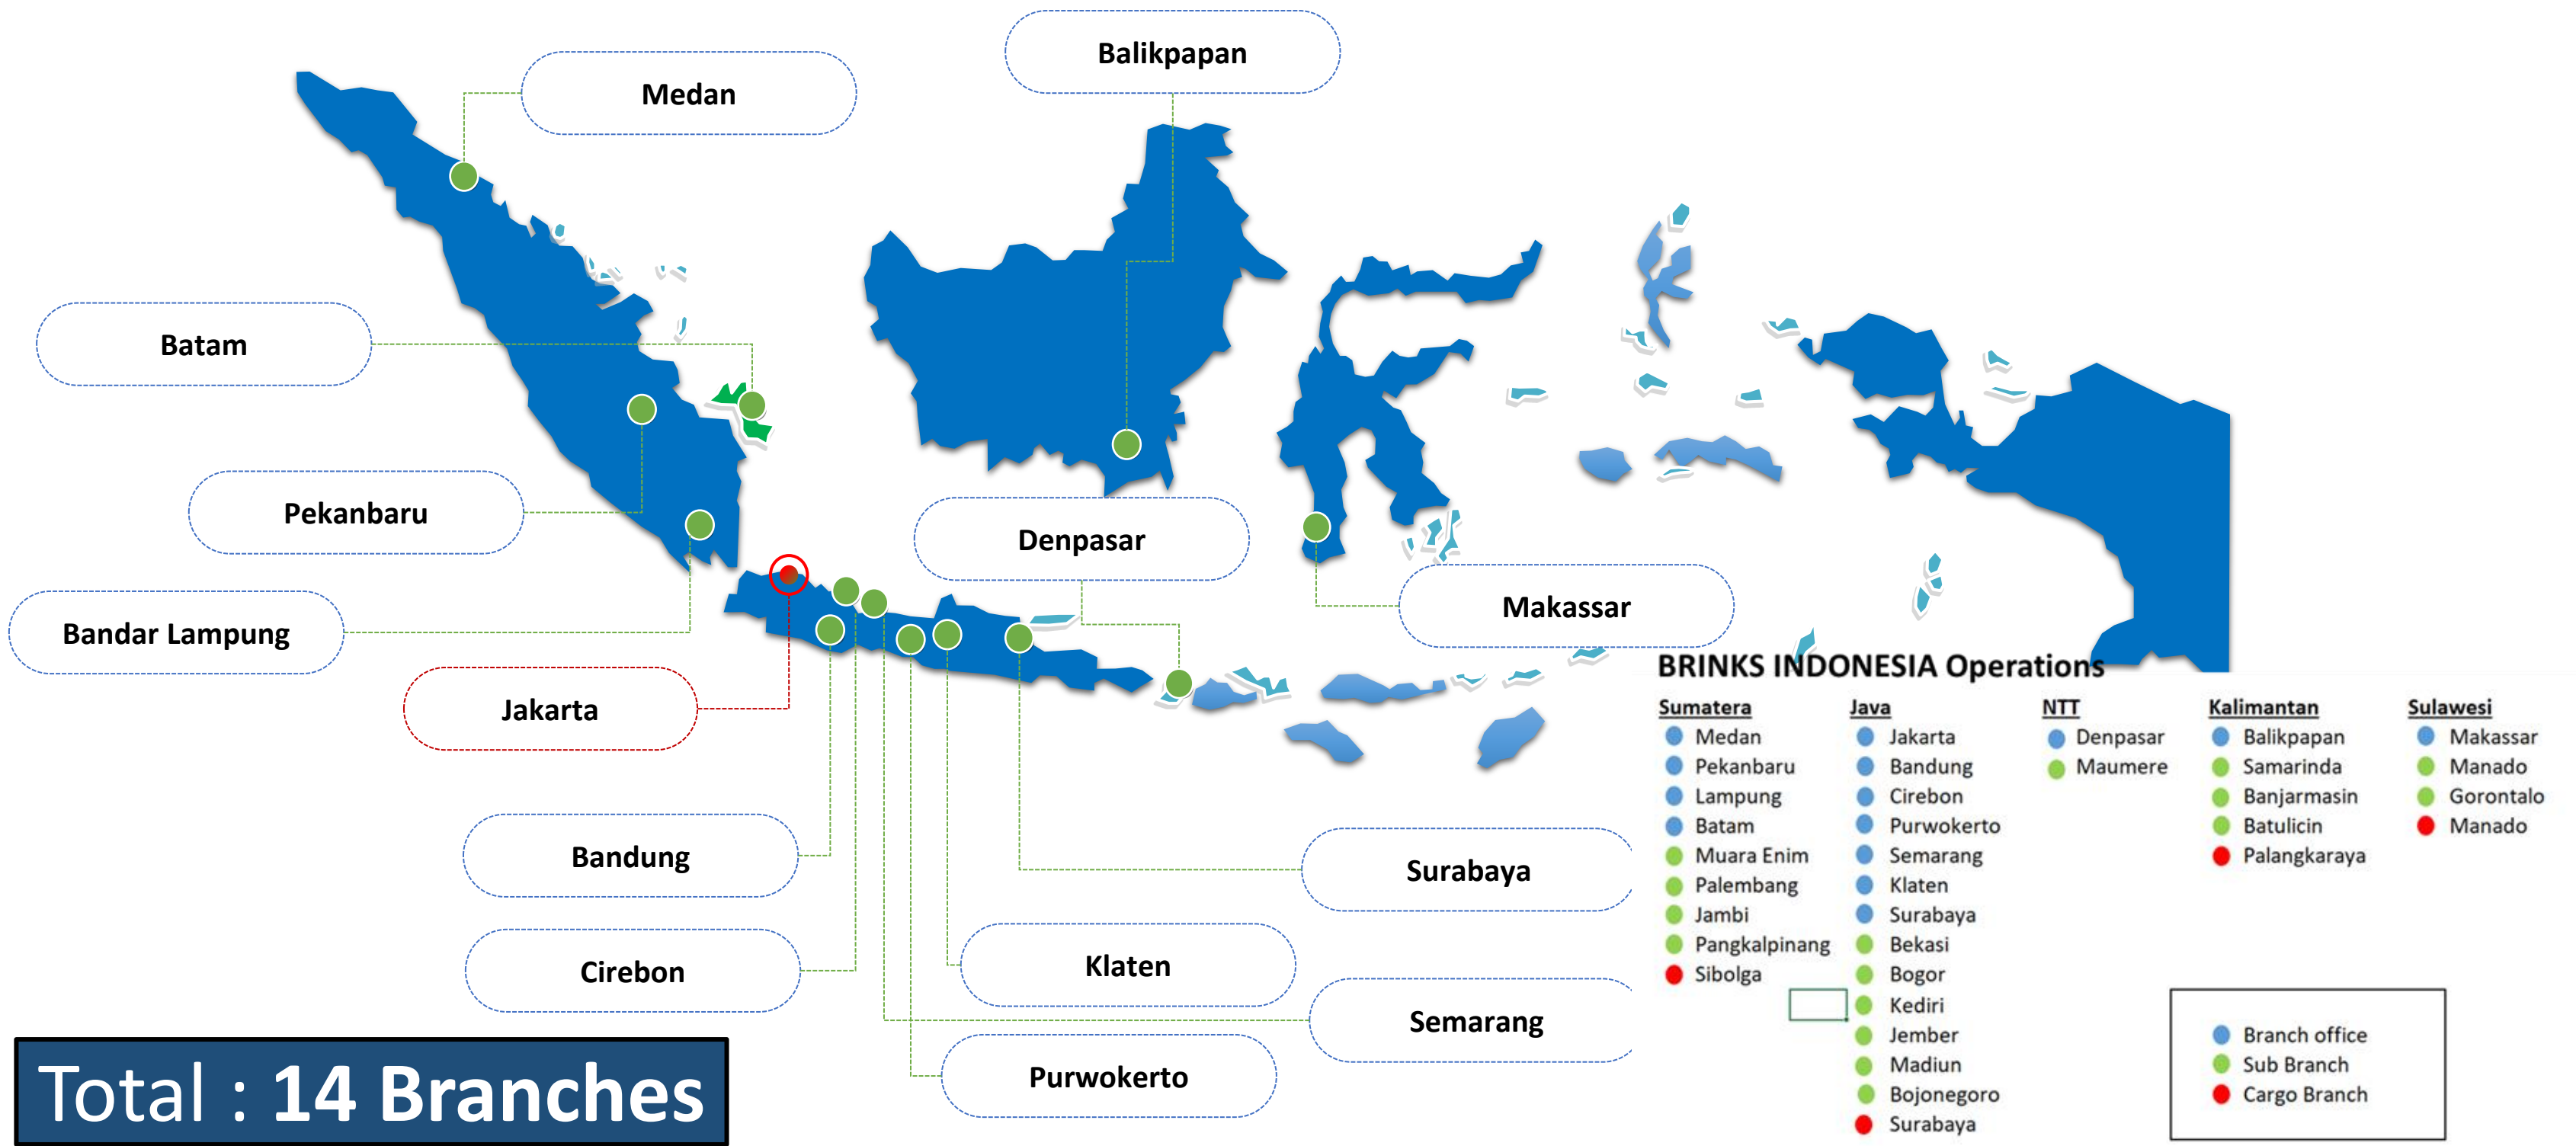 Balikpapan
Medan
Batam
Pekanbaru
Denpasar
Makassar
Bandar Lampung
Jakarta
Bandung
Surabaya
Cirebon
Klaten
Semarang
Purwokerto
Total : 14 Branches
BRINKS INDONESIA Operations
Sumatera
Medan
Pekanbaru
Lampung
Batam
Muara Enim
Palembang
Jambi
Pangkalpinang
Sibolga
Java
Jakarta
Bandung
Cirebon
Purwokerto
Semarang
Klaten
Surabaya
Bekasi
Bogor
Kediri
Jember
Madiun
Bojonegoro
Surabaya
NTT
Denpasar
Maumere
Kalimantan
Balikpapan
Samarinda
Banjarmasin
Batulicin
Palangkaraya
Sulawesi
Makassar
Manado
Gorontalo
Manado
Branch office
Sub Branch
Cargo Branch